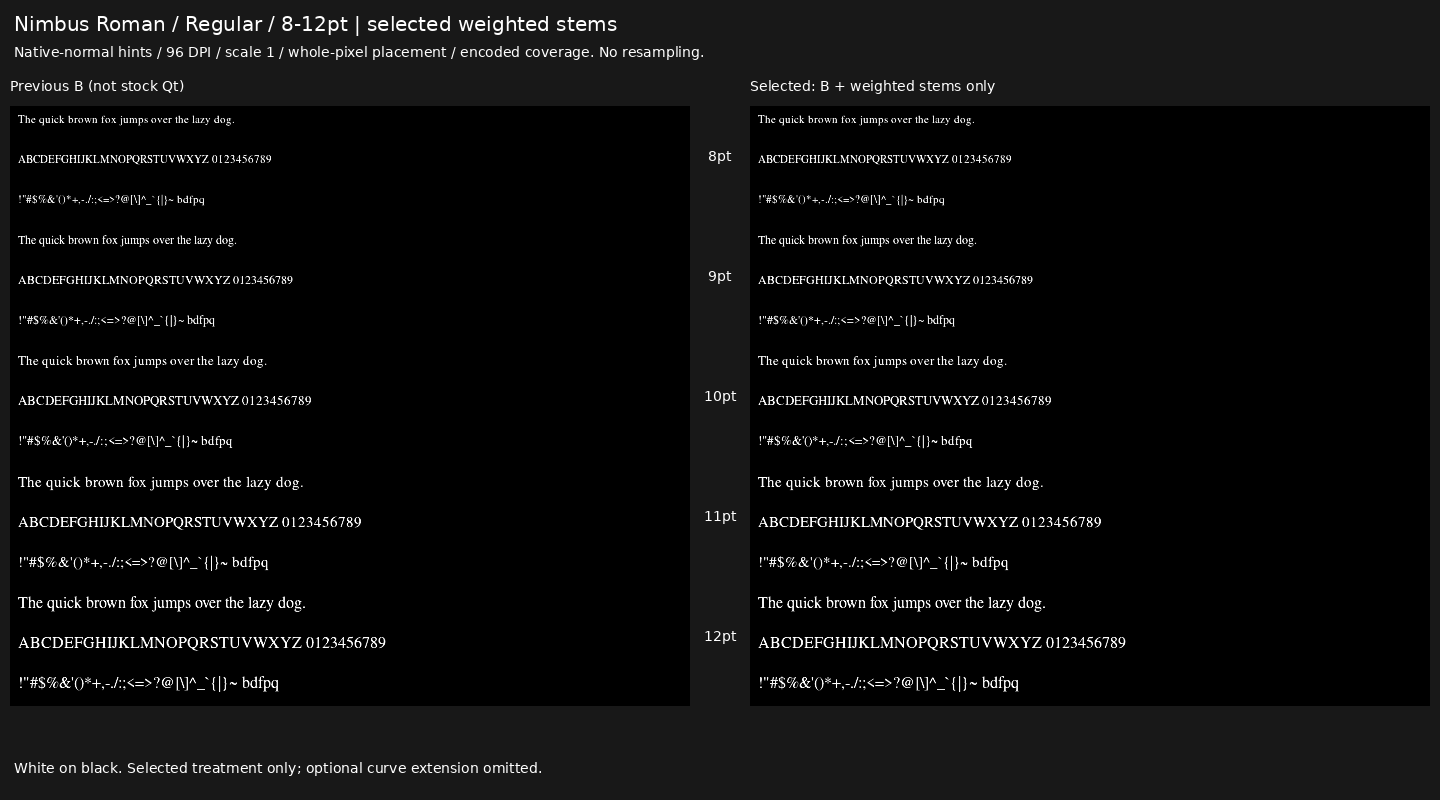 Nimbus Roman / Regular / 8-12pt | selected weighted stems
Native-normal hints / 96 DPI / scale 1 / whole-pixel placement / encoded coverage. No resampling.
Previous B (not stock Qt)
The quick brown fox jumps over the lazy dog.
ABCDEFGHIJKLMNOPQRSTUVWXYZ 0123456789
!"#$%&'()*+,-./:;<=>?@[\]^_`{|}~ bdfpq
The quick brown fox jumps over the lazy dog.
ABCDEFGHIJKLMNOPQRSTUVWXYZ 0123456789
!"#$%&'()*+,-./:;<=>?@[\]^_`{|}~ bdfpq
The quick brown fox jumps over the lazy dog.
ABCDEFGHIJKLMNOPQRSTUVWXYZ 0123456789
!"#$%&'()*+,-./:;<=>?@[\]^_`{|}~ bdfpq
The quick brown fox jumps over the lazy dog.
ABCDEFGHIJKLMNOPQRSTUVWXYZ 0123456789
!"#$%&'()*+,-./:;<=>?@[\]^_`{|}~ bdfpq
The quick brown fox jumps over the lazy dog.
ABCDEFGHIJKLMNOPQRSTUVWXYZ 0123456789
!"#$%&'()*+,-./:;<=>?@[\]^_`{|}~ bdfpq
8pt
9pt
10pt
11pt
12pt
Selected: B + weighted stems only
The quick brown fox jumps over the lazy dog.
ABCDEFGHIJKLMNOPQRSTUVWXYZ 0123456789
!"#$%&'()*+,-./:;<=>?@[\]^_`{|}~ bdfpq
The quick brown fox jumps over the lazy dog.
ABCDEFGHIJKLMNOPQRSTUVWXYZ 0123456789
!"#$%&'()*+,-./:;<=>?@[\]^_`{|}~ bdfpq
The quick brown fox jumps over the lazy dog.
ABCDEFGHIJKLMNOPQRSTUVWXYZ 0123456789
!"#$%&'()*+,-./:;<=>?@[\]^_`{|}~ bdfpq
The quick brown fox jumps over the lazy dog.
ABCDEFGHIJKLMNOPQRSTUVWXYZ 0123456789
!"#$%&'()*+,-./:;<=>?@[\]^_`{|}~ bdfpq
The quick brown fox jumps over the lazy dog.
ABCDEFGHIJKLMNOPQRSTUVWXYZ 0123456789
!"#$%&'()*+,-./:;<=>?@[\]^_`{|}~ bdfpq
White on black. Selected treatment only; optional curve extension omitted.